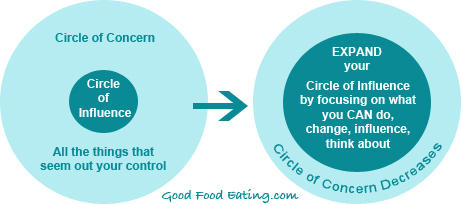 Circle of Concern
Circle
of
Influence
All the things that
seem out your control
EXPAND
your
Circle of Influence
by focusing on what
you CAN do,
change, influence,
think about
Circle of Concern Decreases
Good Food Eating.com